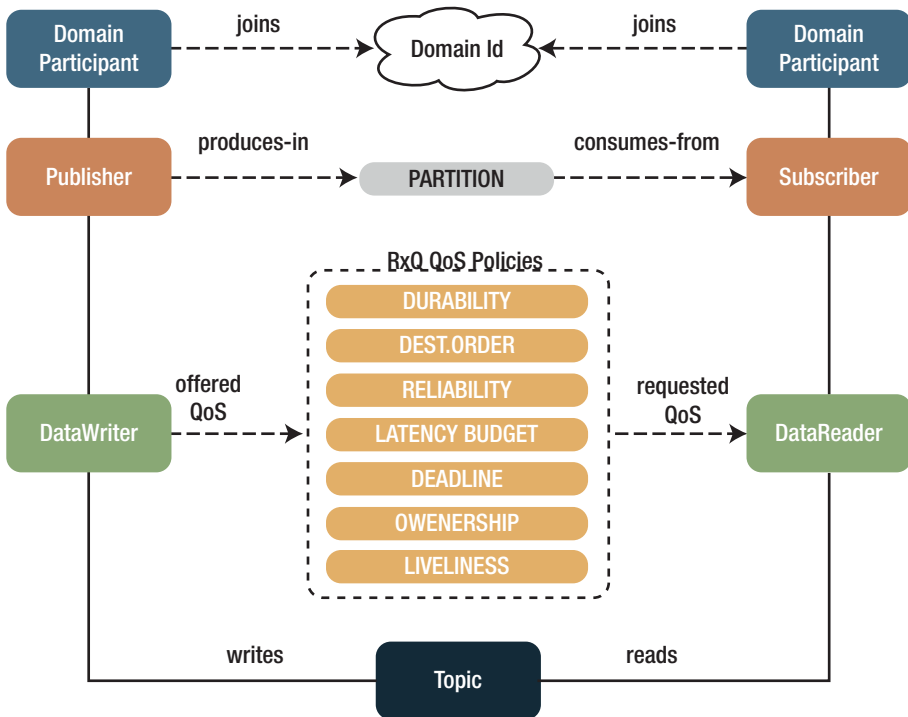 Domain
Participant
joins
Domain Id
joins
Domain
Participant
Publisher
produces-in
PARTITION
consumes-from
Subscriber
RxQ QoS Policies
DURABILITY
DEST.ORDER
RELIABILITY
LATENCY BUDGET
DEADLINE
OWENERSHIP
LIVELINESS
DataWriter
offered
QoS
requested
QoS
DataReader
writes
Topic
reads